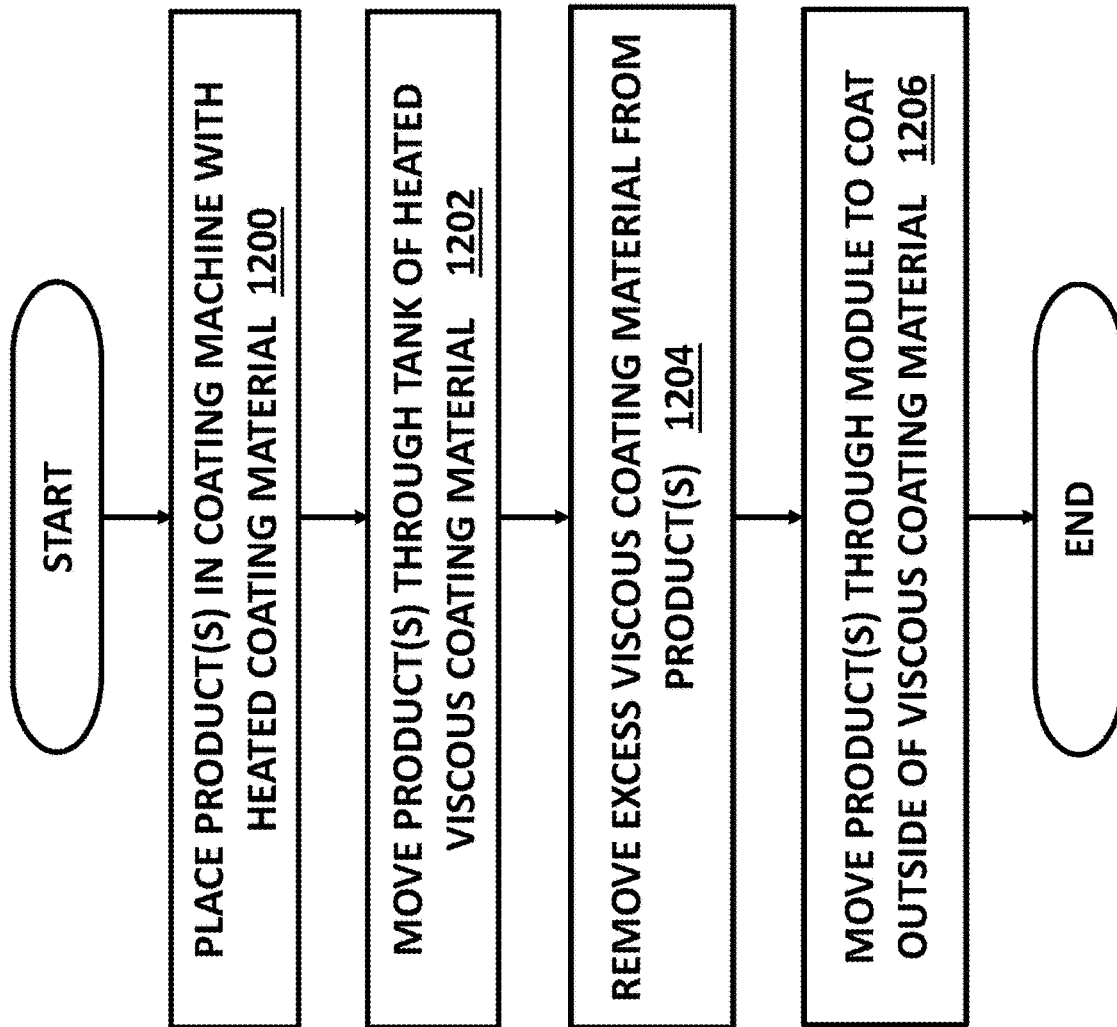 START
PLACE PRODUCT(S) IN COATING MACHINE WITH
HEATED COATING MATERIAL 1200
MOVE PRODUCT(S) THROUGH TANK OF HEATED
VISCOUS COATING MATERIAL 1202
REMOVE EXCESS VISCOUS COATING MATERIAL FROM
PRODUCT(S) 1204
MOVE PRODUCT(S) THROUGH MODULE TO COAT
OUTSIDE OF VISCOUS COATING MATERIAL 1206
END